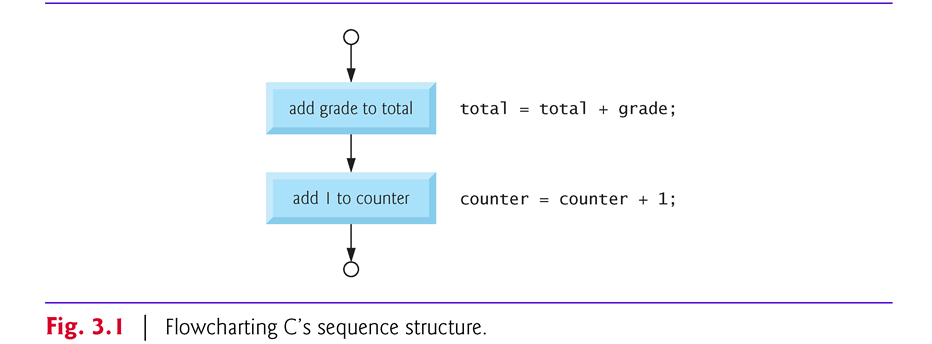 add grade to total total = total + grade;
add 1 to counter counter = counter + 1;
Fig. 3.1 | Flowcharting C’s sequence structure.